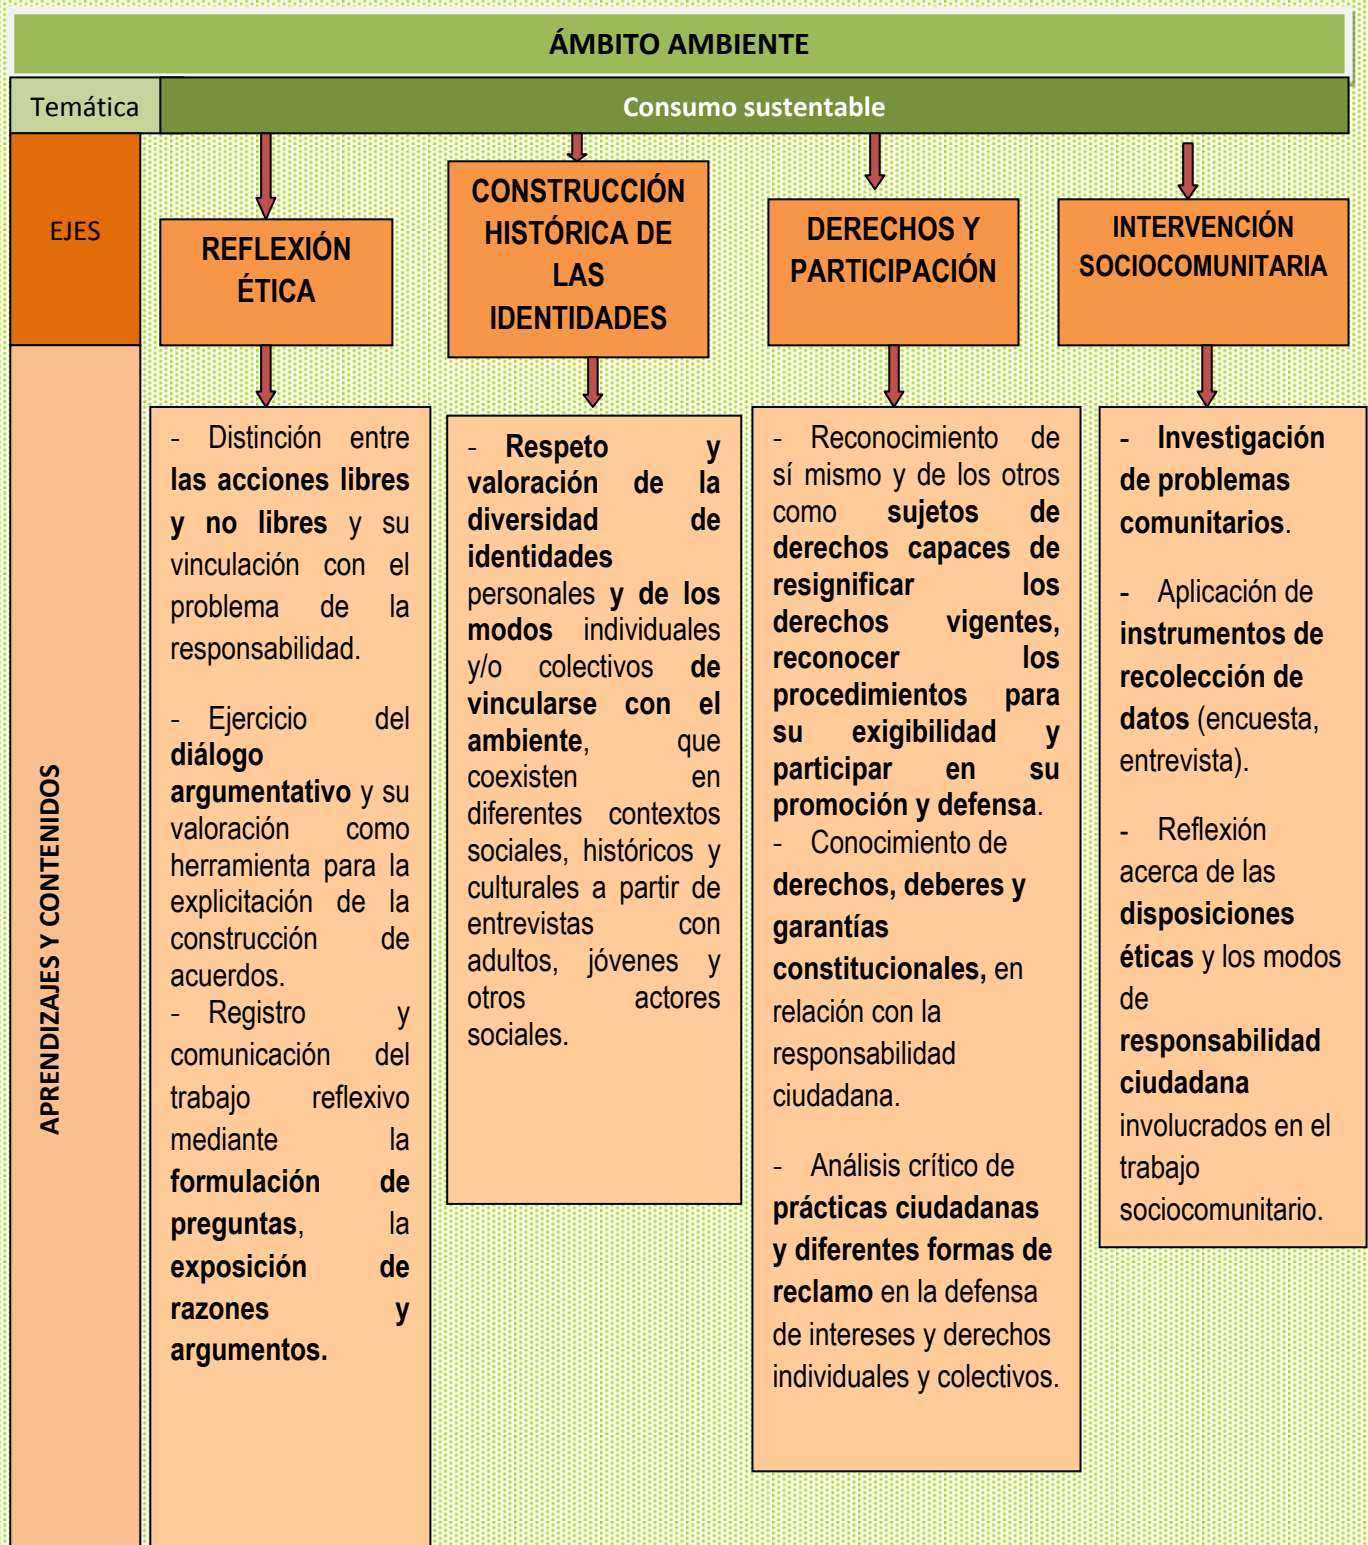 ÁMBITO AMBIENTE
Temática
Consumo sustentable
EJES
REFLEXIÓN
ÉTICA
CONSTRUCCIÓN
HISTÓRICA DE
LAS
IDENTIDADES
DERECHOS Y
PARTICIPACIÓN
INTERVENCIÓN
SOCIOCOMUNITARIA
APRENDIZAJES Y CONTENIDOS
- Distinción entre
las acciones libres
y no libres y su
vinculación con el
problema de la
responsabilidad.
- Ejercicio del
diálogo
argumentativo y su
valoración como
herramienta para la
explicitación de la
construcción de
acuerdos.
- Registro y
comunicación del
trabajo reflexivo
mediante la
formulación de
preguntas, la
exposición de
razones y
argumentos.
- Respeto y
valoración de la
diversidad de
identidades
personales y de los
modos individuales
y/o colectivos de
vincularse con el
ambiente, que
coexisten en
diferentes contextos
sociales, históricos y
culturales a partir de
entrevistas con
adultos, jóvenes y
otros actores
sociales.
- Reconocimiento de
sí mismo y de los otros
como sujetos de
derechos capaces de
resignificar los
derechos vigentes,
reconocer los
procedimientos para
su exigibilidad y
participar en su
promoción y defensa.
- Conocimiento de
derechos, deberes y
garantías
constitucionales, en
relación con la
responsabilidad
ciudadana.
- Análisis crítico de
prácticas ciudadanas
y diferentes formas de
reclamo en la defensa
de intereses y derechos
individuales y colectivos.
- Investigación
de problemas
comunitarios.
- Aplicación de
instrumentos de
recolección de
datos (encuesta,
entrevista).
- Reflexión
acerca de las
disposiciones
éticas y los modos
de
responsabilidad
ciudadana
involucrados en el
trabajo
sociocomunitario.